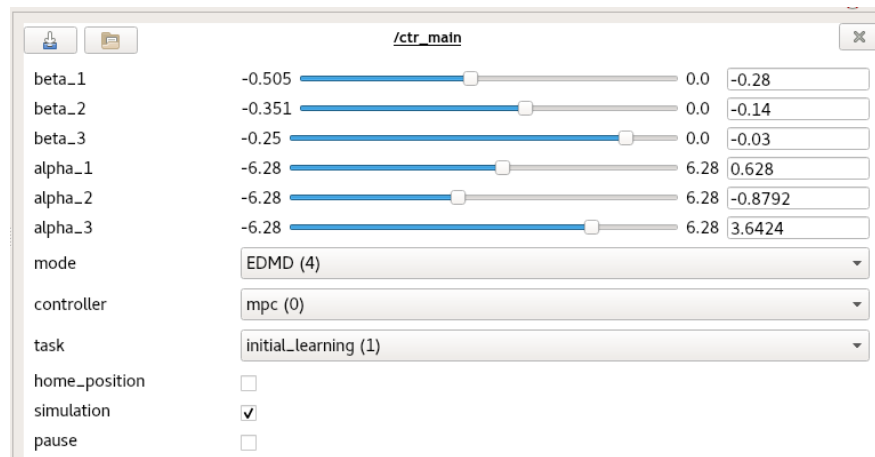 /ctr_main
beta_1 -0.505 0.0 -0.28
beta_2 -0.351 0.0 -0.14
beta_3 -0.25 0.0 -0.03
alpha_1 -6.28 6.28 0.628
alpha_2 -6.28 6.28 -0.8792
alpha_3 -6.28 6.28 3.6424
mode EDMD (4)
controller mpc (0)
task initial_learning (1)
home_position
simulation
pause